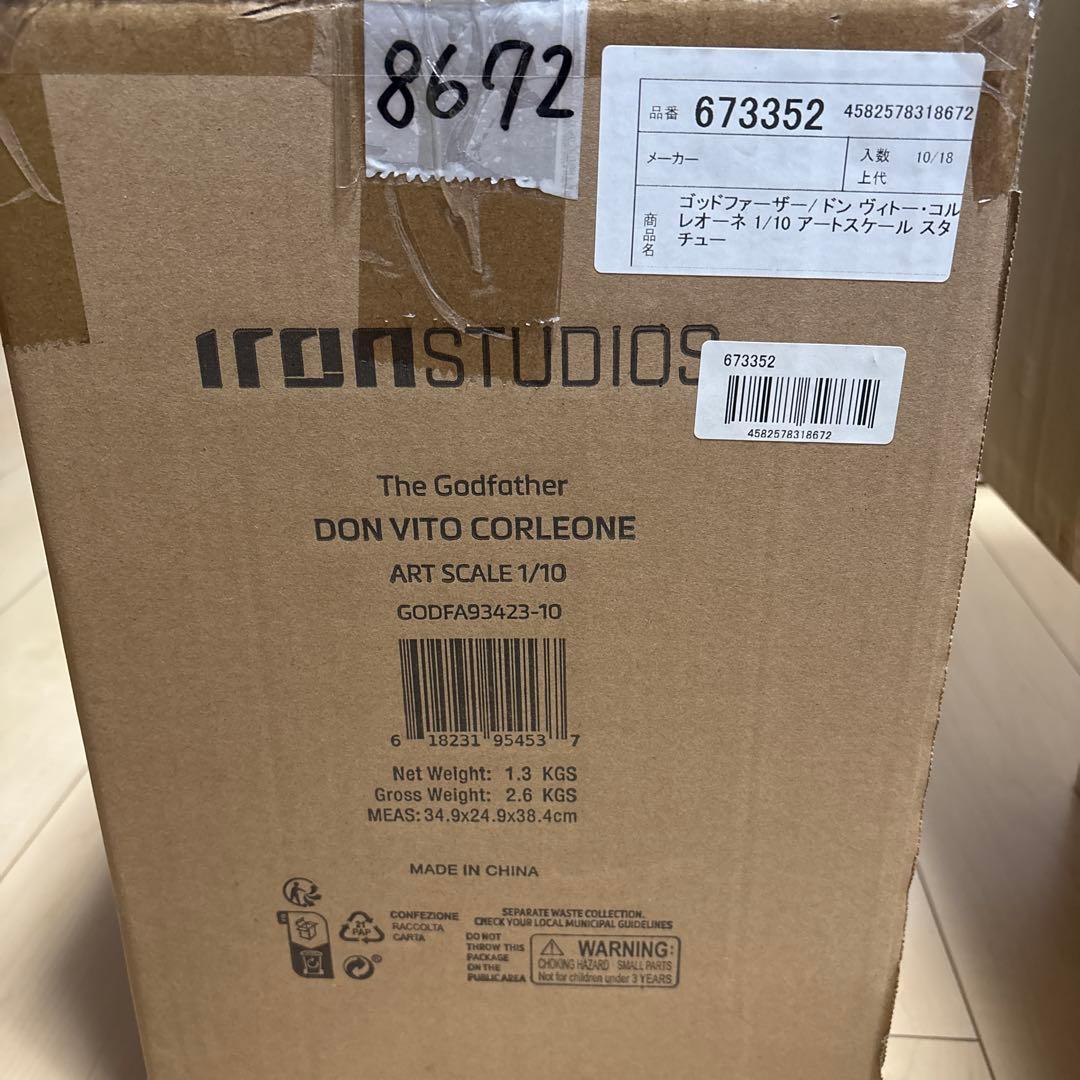 8672
品番 673352 4582578318672
メーカー
入数 10/18
上代
商品名
ゴッドファーザー/ドン ヴィトー・コル
レオーネ 1/10 アートスケール スタ
チュー
IRON STUDIOS
673352
4582578318672
The Godfather
DON VITO CORLEONE
ART SCALE 1/10
GODFA93423-10
6 18231 95453 7
Net Weight: 1.3 KGS
Gross Weight: 2.6 KGS
MEAS: 34.9x24.9x38.4cm
MADE IN CHINA
21
PAP
CONFEZIONE
RACCOLTA
CARTA
SEPARATE WASTE COLLECTION.
CHECK YOUR LOCAL MUNICIPAL GUIDELINES
DO NOT
THROW THIS
PACKAGE
ON THE
PUBLIC AREA
WARNING:
CHOKING HAZARD SMALL PARTS
Not for children under 3 YEARS